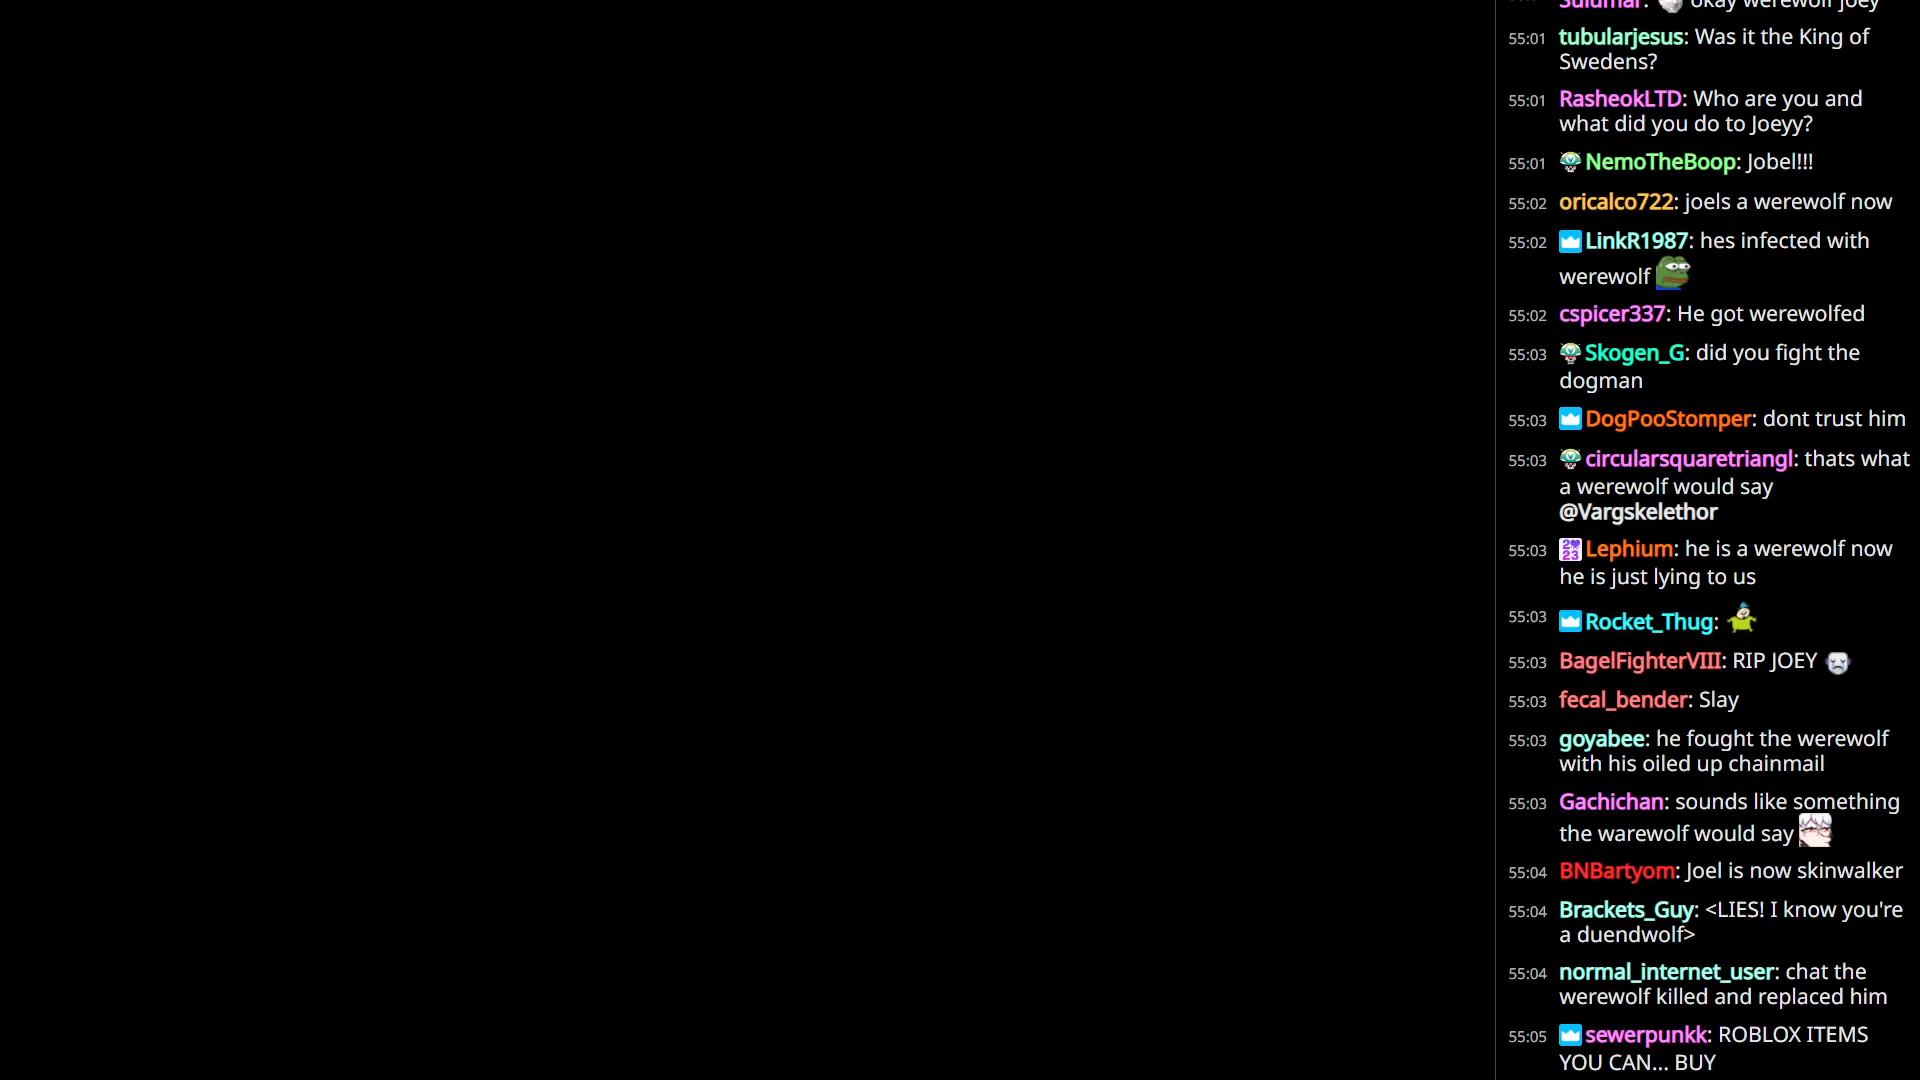 Sulumar: okay werewolf joey
55:01 tubularjesus: Was it the King of
Swedens?
55:01 RasheokLTD: Who are you and
what did you do to Joeyy?
55:01 NemoTheBoop: Jobel!!!
55:02 oricalco722: joels a werewolf now
55:02 LinkR1987: hes infected with
werewolf
55:02 cspicer337: He got werewolfed
55:03 Skogen_G: did you fight the
dogman
55:03 DogPooStomper: dont trust him
55:03 circularsquaretriangl: thats what
a werewolf would say
@Vargskelethor
55:03 Lephium: he is a werewolf now
he is just lying to us
55:03 Rocket_Thug:
55:03 BagelFighterVIII: RIP JOEY
55:03 fecal_bender: Slay
55:03 goyabee: he fought the werewolf
with his oiled up chainmail
55:03 Gachichan: sounds like something
the warewolf would say
55:04 BNBartyom: Joel is now skinwalker
55:04 Brackets_Guy: <LIES! I know you're
a duendwolf>
55:04 normal_internet_user: chat the
werewolf killed and replaced him
55:05 sewerpunkk: ROBLOX ITEMS
YOU CAN... BUY